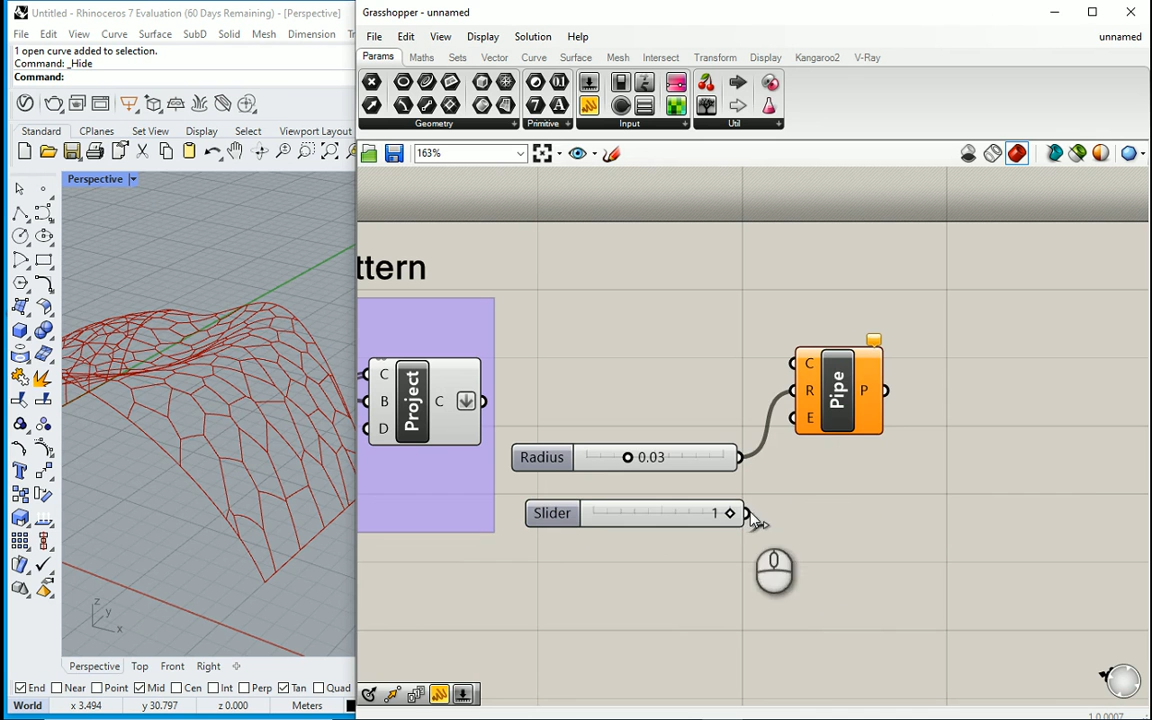 Untitled - Rhinoceros 7 Evaluation (60 Days Remaining) - [Perspective]
File Edit View Curve Surface SubD Solid Mesh Dimension
1 open curve added to selection.
Command: _Hide
Command:
Standard CPlanes Set View Display Select Viewport Layout
Perspective
z
y
x
Perspective Top Front Right
End Near Point Mid Cen Int Perp Tan Quad
World x 3.494 y 30.797 z 0.000 Meters
Grasshopper - unnamed
File Edit View Display Solution Help unnamed
Params Maths Sets Vector Curve Surface Mesh Intersect Transform Display Kangaroo2 V-Ray
Geometry Primitive Input Util
163%
ttern
C
B
D
Project
C
Radius 0.03
Slider 1
C
R
E
Pipe
P
1.0.0007